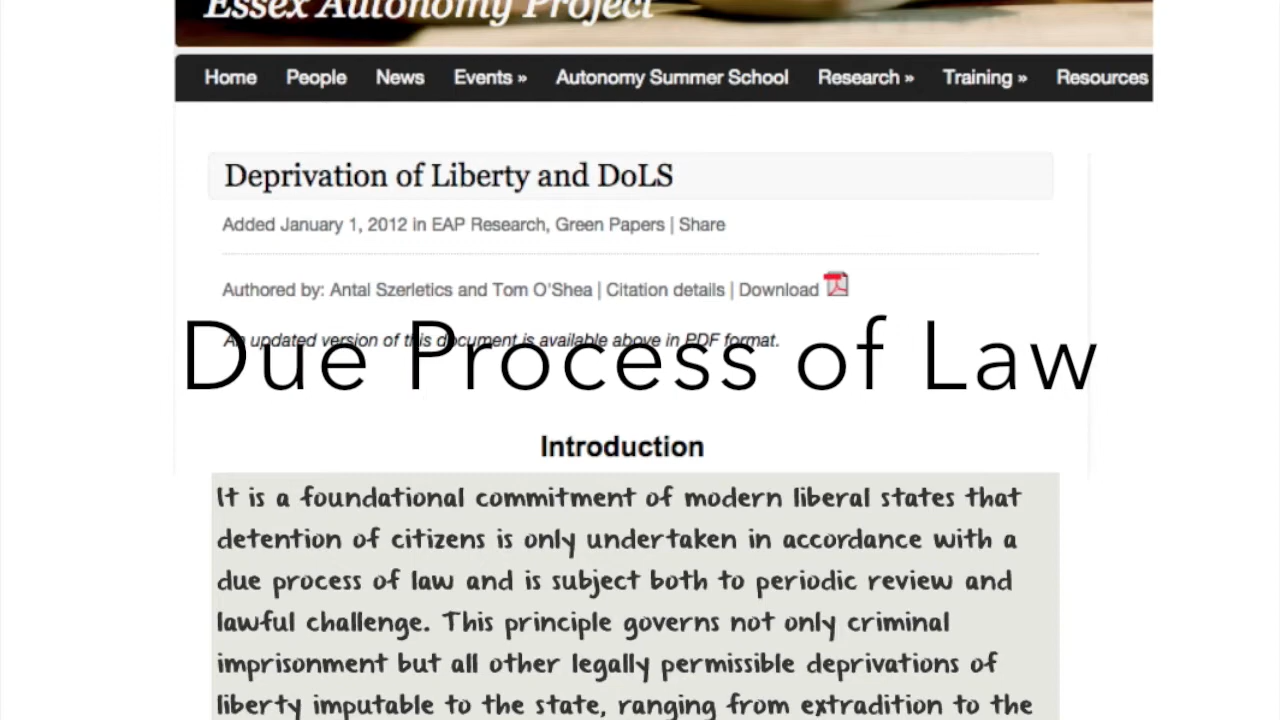 Essex Autonomy Project
Home People News Events » Autonomy Summer School Research » Training » Resources
Deprivation of Liberty and DoLS
Added January 1, 2012 in EAP Research, Green Papers | Share
Authored by: Antal Szerletics and Tom O'Shea | Citation details | Download
An updated version of this document is available above in PDF format.
Due Process of Law
Introduction
It is a foundational commitment of modern liberal states that
detention of citizens is only undertaken in accordance with a
due process of law and is subject both to periodic review and
lawful challenge. This principle governs not only criminal
imprisonment but all other legally permissible deprivations of
liberty imputable to the state, ranging from extradition to the